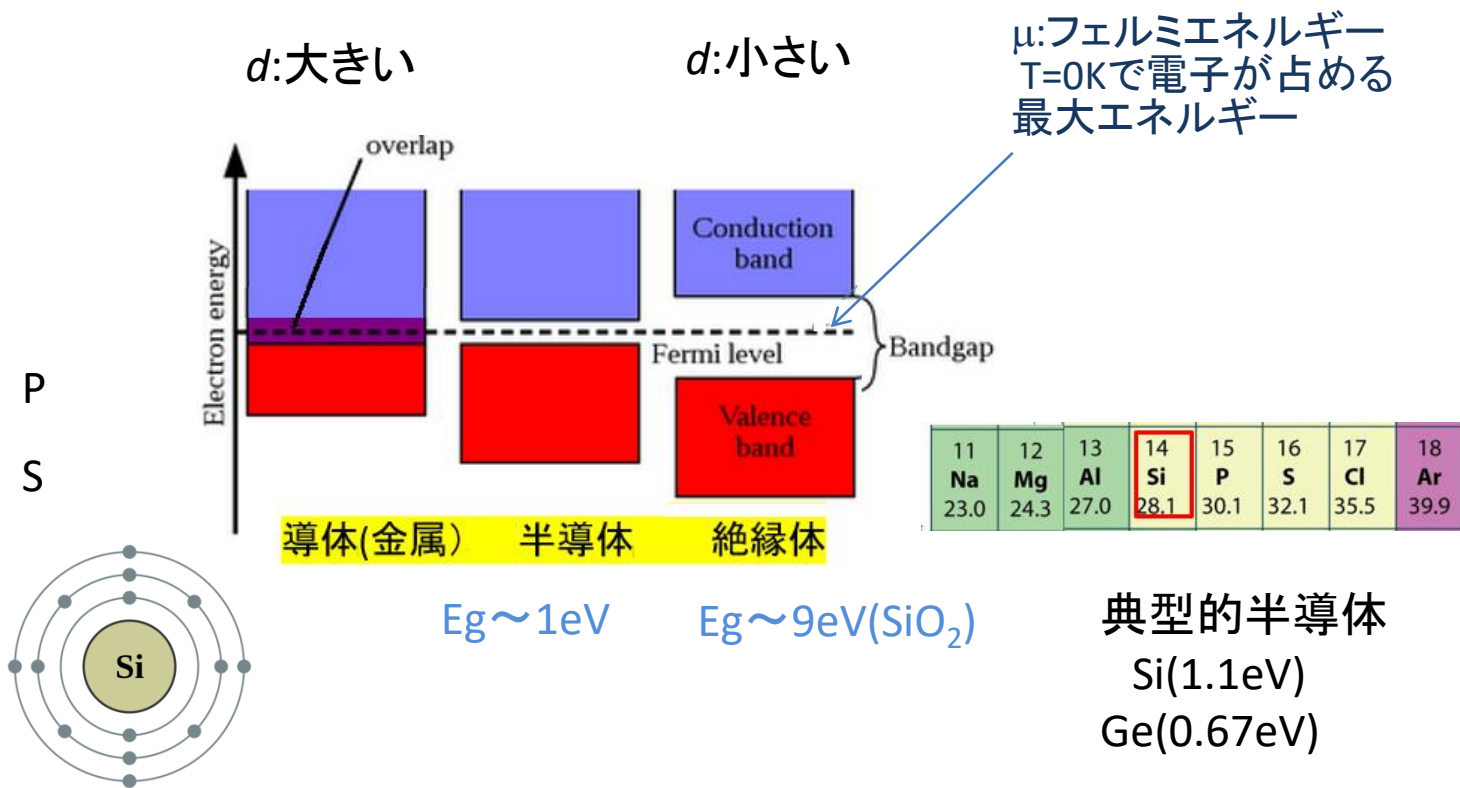 d:大きい
d:小さい
μ:フェルミエネルギー
T=0Kで電子が占める
最大エネルギー
overlap
Electron energy
Conduction
band
Fermi level
Bandgap
Valence
band
P
S
導体(金属）
半導体
絶縁体
Eg～1eV
Eg～9eV(SiO₂)
11 12 13 14 15 16 17 18
Na Mg Al Si P S Cl Ar
23.0 24.3 27.0 28.1 30.1 32.1 35.5 39.9
Si
典型的半導体
Si(1.1eV)
Ge(0.67eV)